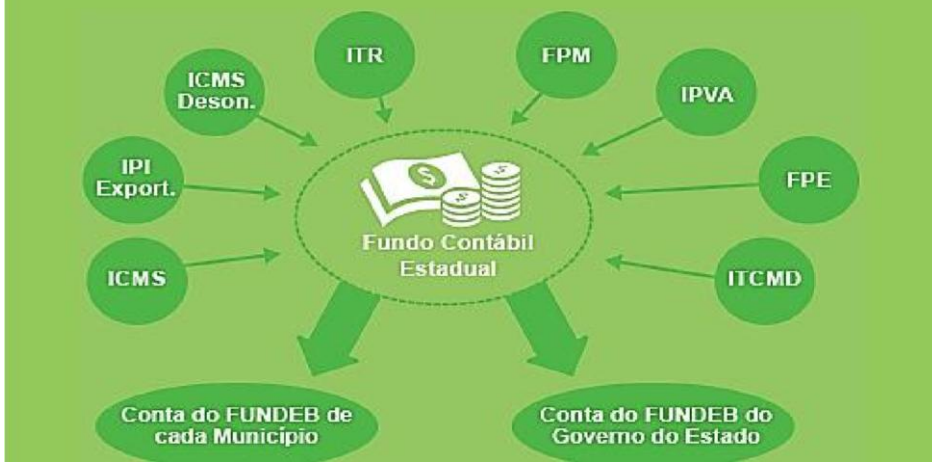 ITR
FPM
ICMS
Deson.
IPVA
IPI
Export.
FPE
Fundo Contábil
Estadual
ICMS
ITCMD
Conta do FUNDEB de
cada Município
Conta do FUNDEB do
Governo do Estado